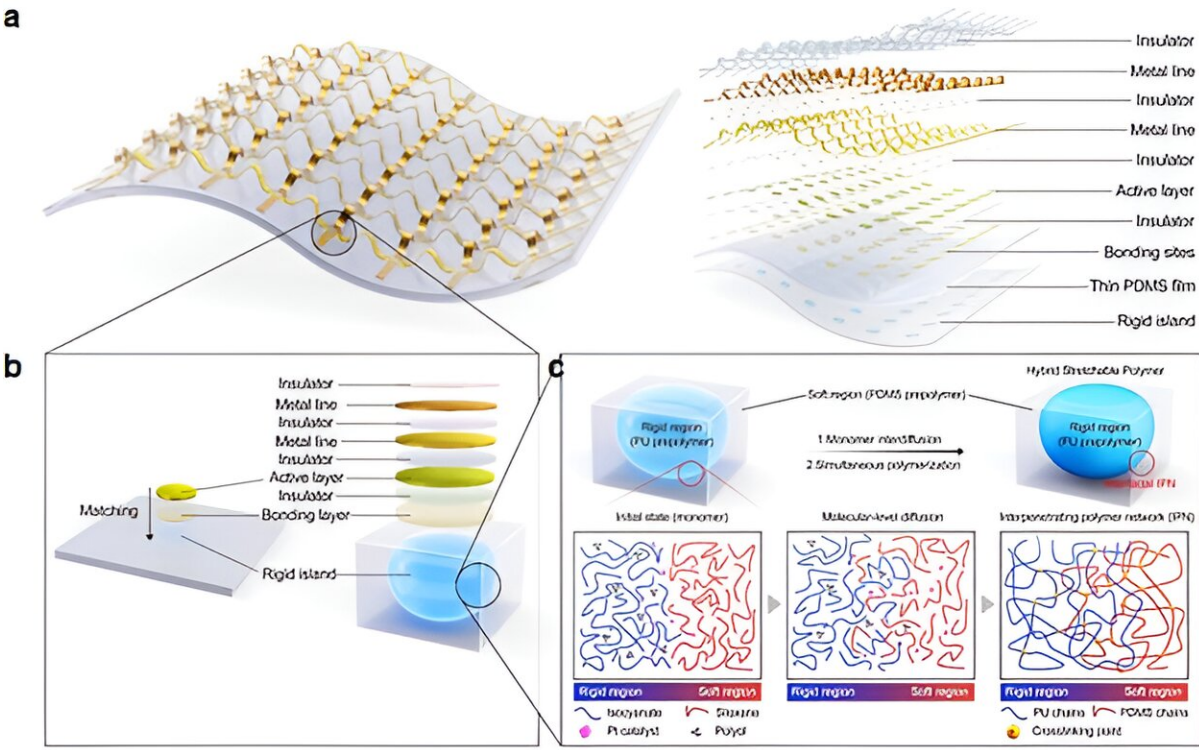 a
Insulator
Metal line
Insulator
Metal line
Insulator
Active layer
Insulator
Bonding sites
Thin PDMS film
Rigid island
b
Insulator
Metal line
Insulator
Metal line
Insulator
Active layer
Insulator
Bonding layer
Matching
Rigid island
c
Hybrid Stretchable Polymer
Soft region (PDMS prepolymer)
Rigid region
(PU prepolymer)
Rigid region
(PU prepolymer)
1. Monomer interdiffusion
2. Simultaneous polymerization
Interfacial IPN
Initial state (monomer)
Molecular-level diffusion
Interpenetrating polymer network (IPN)
Rigid region
Soft region
Rigid region
Soft region
Rigid region
Soft region
Isocyanate
Siloxane
Pt catalyst
Polyol
PU chains
PDMS chains
Crosslinking point